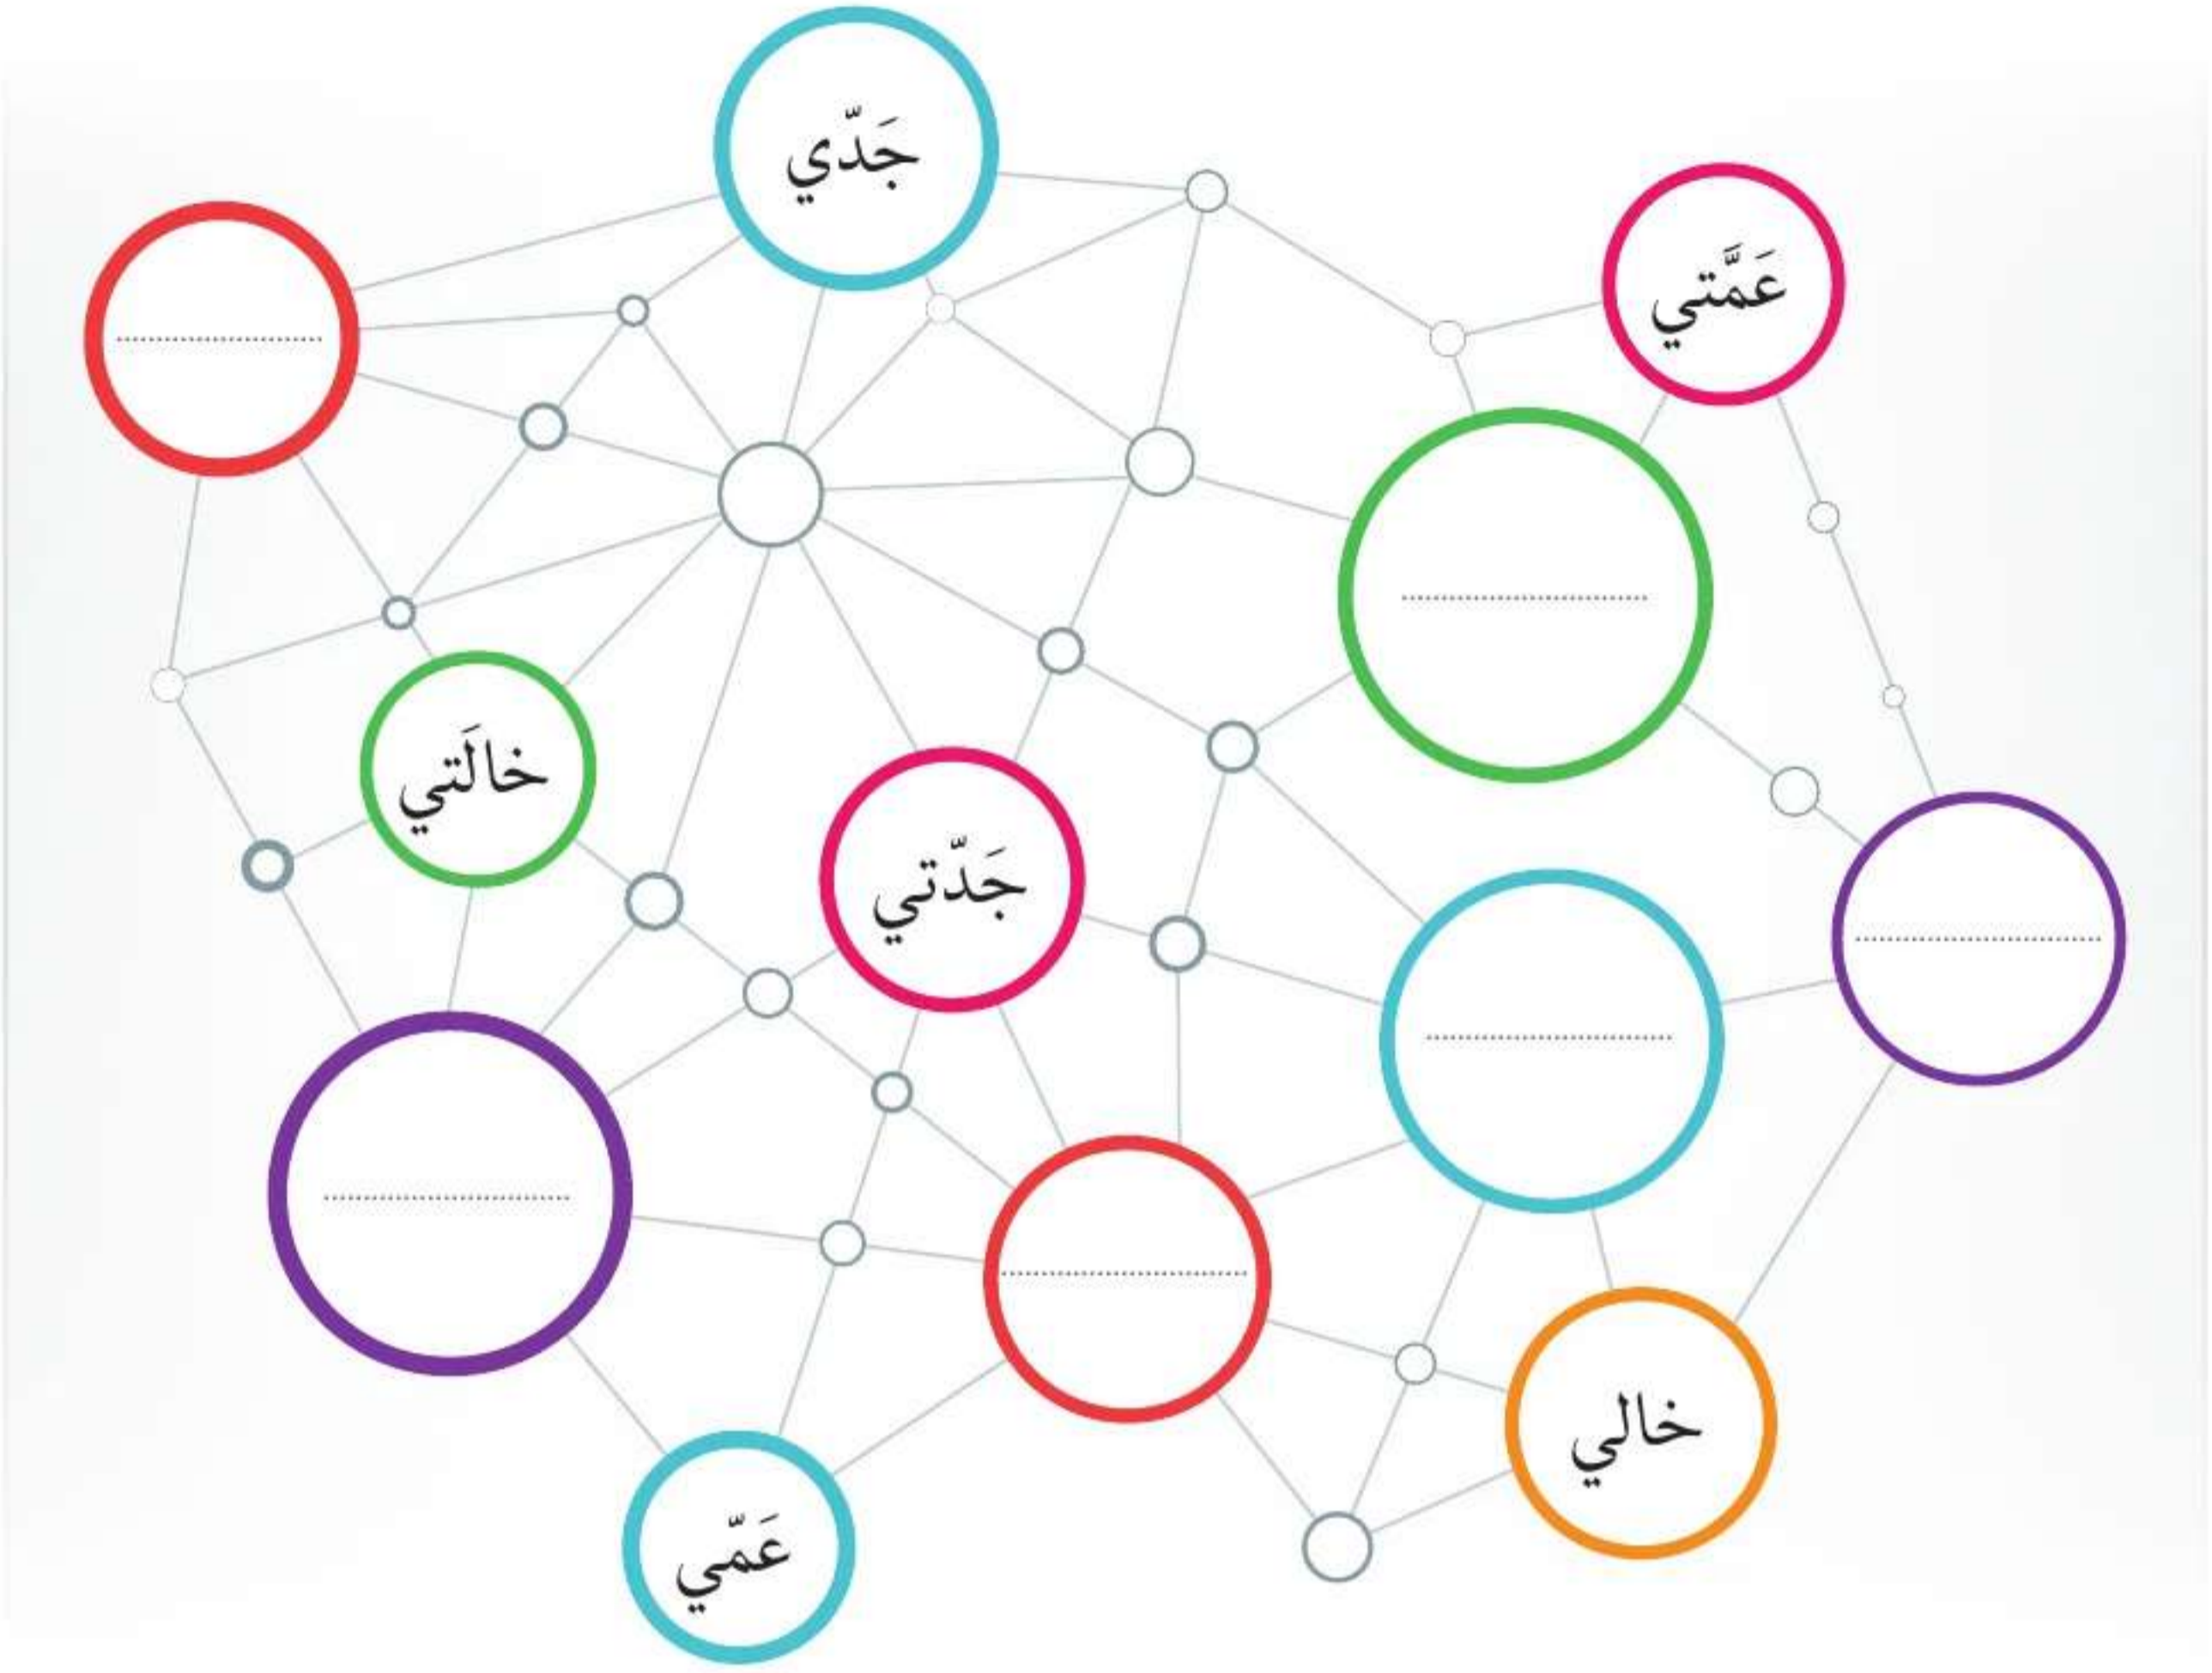 جَدّي
عَمَّتي
خالَتي
جَدّتي
خالي
عَمّي